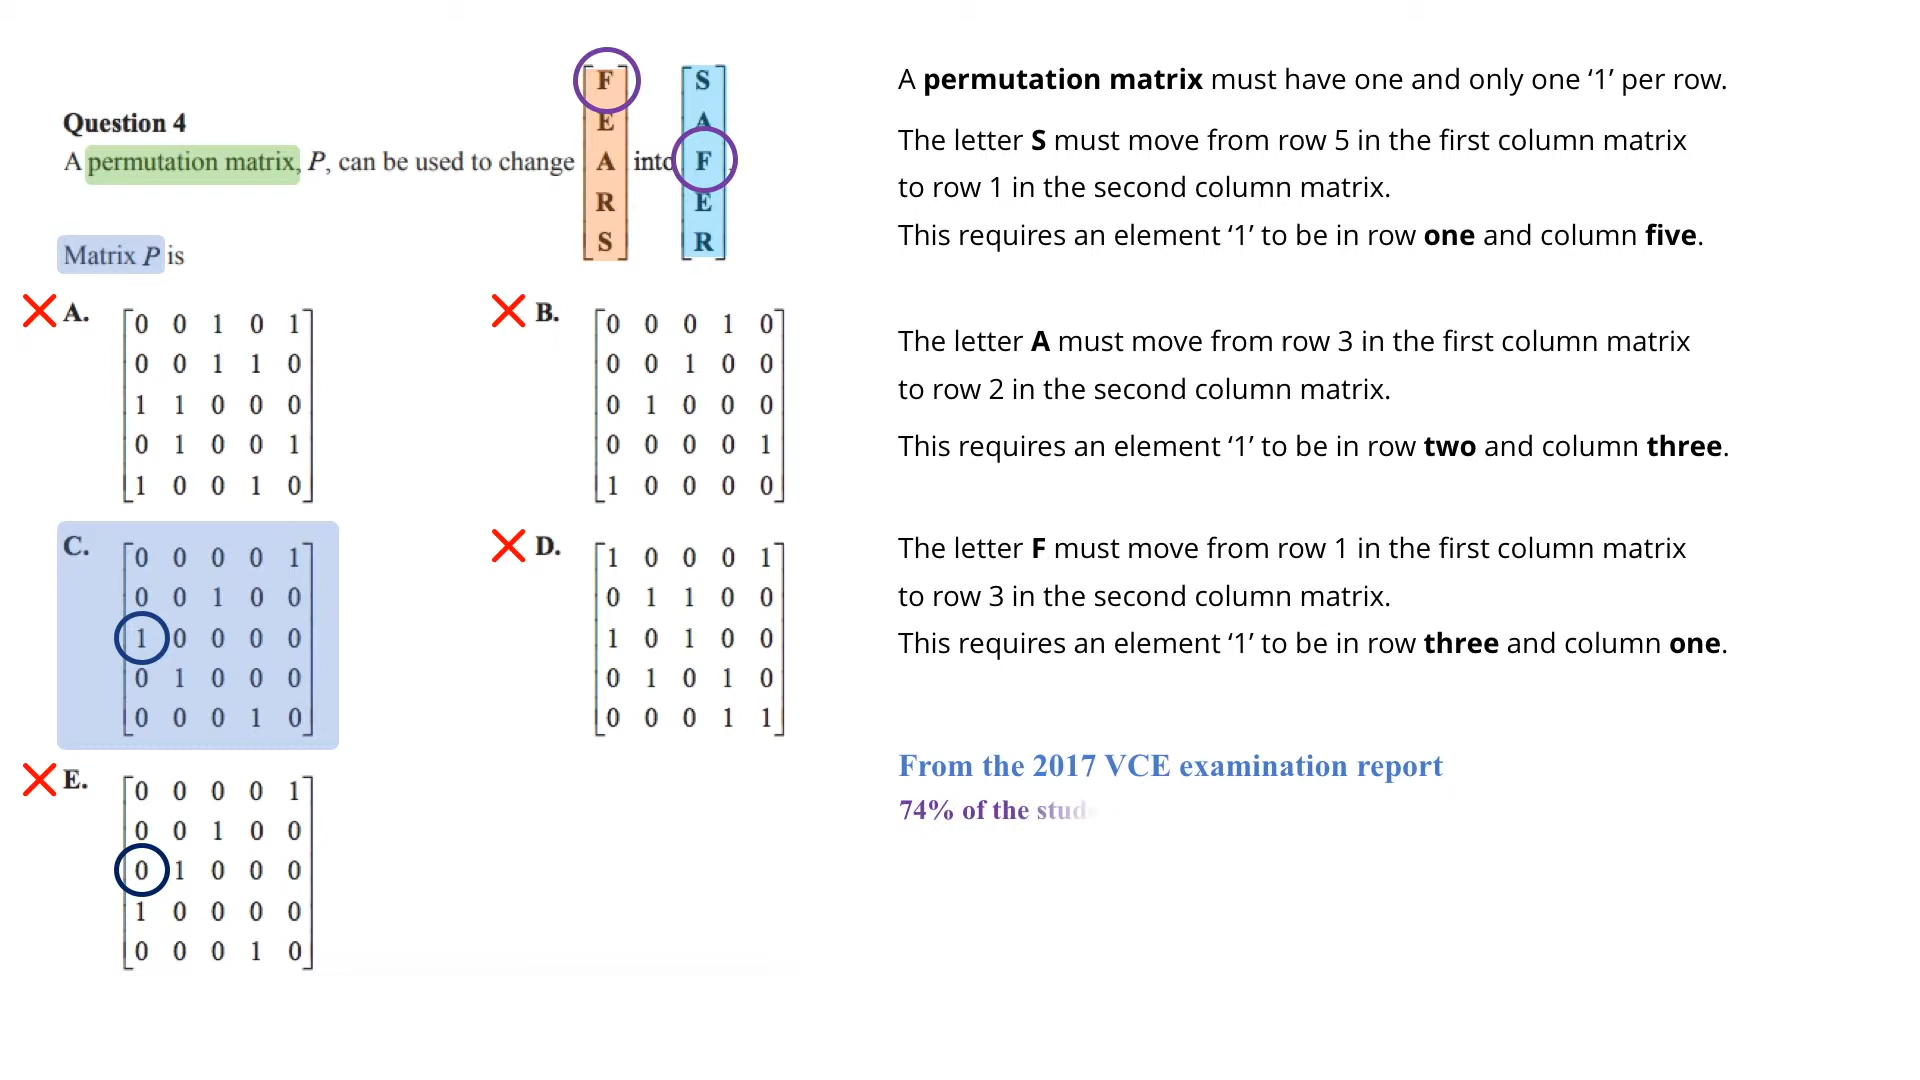 Question 4
A permutation matrix, P, can be used to change
F
E
A
R
S
into
S
A
F
E
R
Matrix P is
A.
0 0 1 0 1
0 0 1 1 0
1 1 0 0 0
0 1 0 0 1
1 0 0 1 0
B.
0 0 0 1 0
0 0 1 0 0
0 1 0 0 0
0 0 0 0 1
1 0 0 0 0
C.
0 0 0 0 1
0 0 1 0 0
1 0 0 0 0
0 1 0 0 0
0 0 0 1 0
D.
1 0 0 0 1
0 1 1 0 0
1 0 1 0 0
0 1 0 1 0
0 0 0 1 1
E.
0 0 0 0 1
0 0 1 0 0
0 1 0 0 0
1 0 0 0 0
0 0 0 1 0
A permutation matrix must have one and only one ‘1’ per row.
The letter S must move from row 5 in the first column matrix
to row 1 in the second column matrix.
This requires an element ‘1’ to be in row one and column five.
The letter A must move from row 3 in the first column matrix
to row 2 in the second column matrix.
This requires an element ‘1’ to be in row two and column three.
The letter F must move from row 1 in the first column matrix
to row 3 in the second column matrix.
This requires an element ‘1’ to be in row three and column one.
From the 2017 VCE examination report
74% of the stud